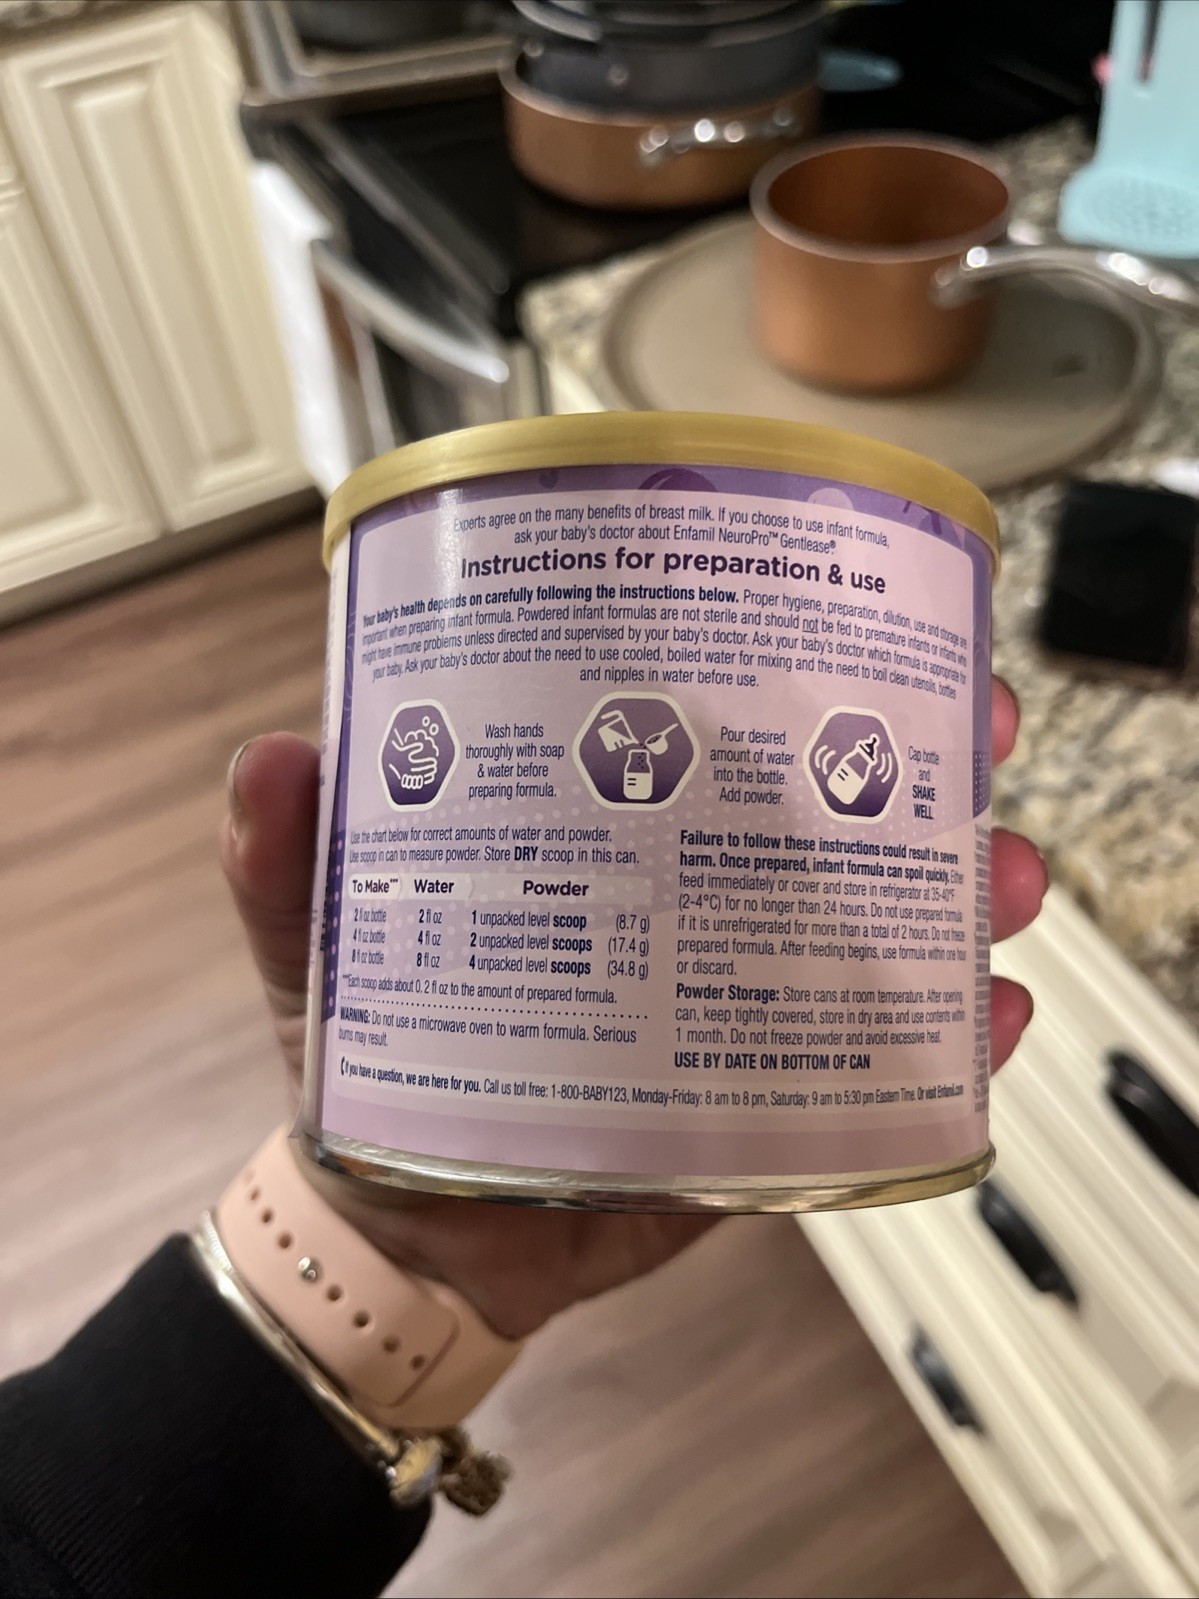 Experts agree on the many benefits of breast milk. If you choose to use infant formula,
ask your baby's doctor about Enfamil NeuroPro™ Gentlease®.
Instructions for preparation & use
Your baby's health depends on carefully following the instructions below. Proper hygiene, preparation, dilution, use and storage are
important when preparing infant formula. Powdered infant formulas are not sterile and should not be fed to premature infants or infants who
might have immune problems unless directed and supervised by your baby's doctor. Ask your baby's doctor which formula is appropriate for
your baby. Ask your baby's doctor about the need to use cooled, boiled water for mixing and the need to boil clean utensils, bottles
and nipples in water before use.
Wash hands
thoroughly with soap
& water before
preparing formula.
Pour desired
amount of water
into the bottle.
Add powder.
Cap bottle
and
SHAKE
WELL
Use the chart below for correct amounts of water and powder.
Use scoop in can to measure powder. Store DRY scoop in this can.
To Make*** Water Powder
2 fl oz bottle 2 fl oz 1 unpacked level scoop (8.7 g)
4 fl oz bottle 4 fl oz 2 unpacked level scoops (17.4 g)
8 fl oz bottle 8 fl oz 4 unpacked level scoops (34.8 g)
***Each scoop adds about 0.2 fl oz to the amount of prepared formula.
WARNING: Do not use a microwave oven to warm formula. Serious
burns may result.
Failure to follow these instructions could result in severe
harm. Once prepared, infant formula can spoil quickly. Either
feed immediately or cover and store in refrigerator at 35-40°F
(2-4°C) for no longer than 24 hours. Do not use prepared formula
if it is unrefrigerated for more than a total of 2 hours. Do not freeze
prepared formula. After feeding begins, use formula within one hour
or discard.
Powder Storage: Store cans at room temperature. After opening
can, keep tightly covered, store in dry area and use contents within
1 month. Do not freeze powder and avoid excessive heat.
USE BY DATE ON BOTTOM OF CAN
If you have a question, we are here for you. Call us toll free: 1-800-BABY123, Monday-Friday: 8 am to 8 pm, Saturday: 9 am to 5:30 pm Eastern Time. Or visit Enfamil.com